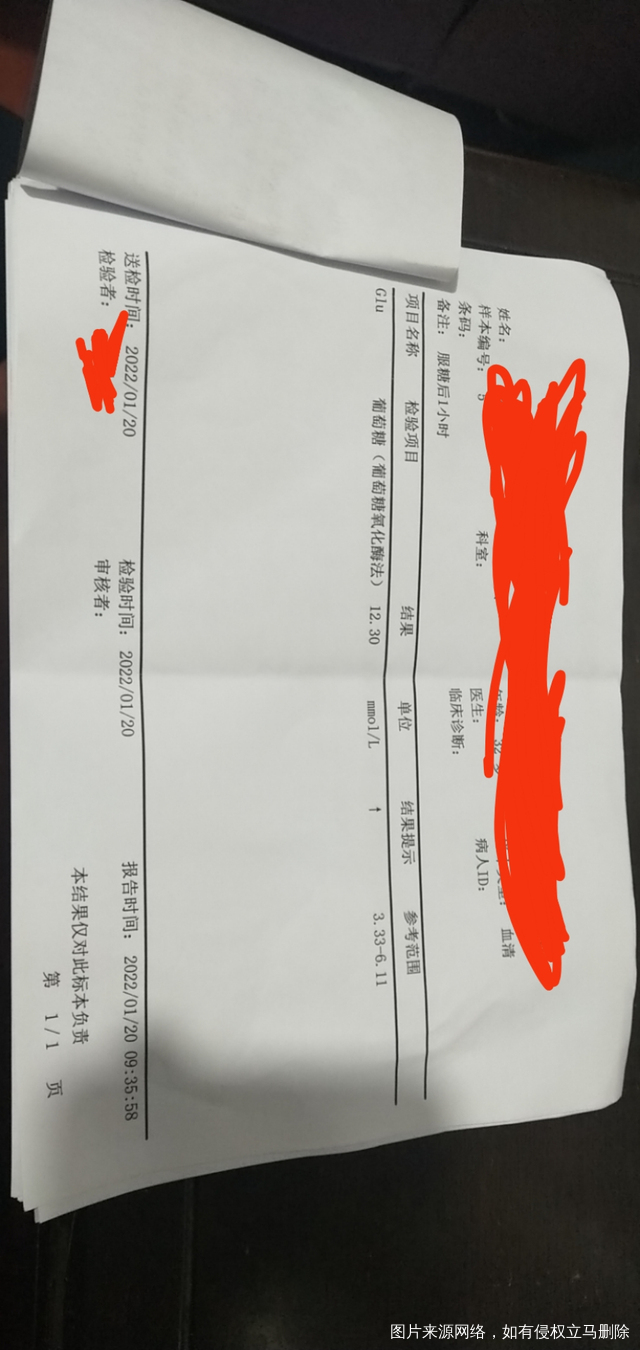 姓名：
样本编号： 5 科室： 年龄： 血清
条码： 医生： 病人ID：
备注： 服糖后1小时 临床诊断：
项目名称 检验项目 结果 单位 结果提示 参考范围
Glu 葡萄糖（葡萄糖氧化酶法） 12.30 mmol/L ↑ 3.33-6.11
送检时间： 2022/01/20 检验时间： 2022/01/20 报告时间： 2022/01/20 09:35:58
检验者： 审核者： 本结果仅对此标本负责
第 1/1 页
图片来源网络，如有侵权立马删除